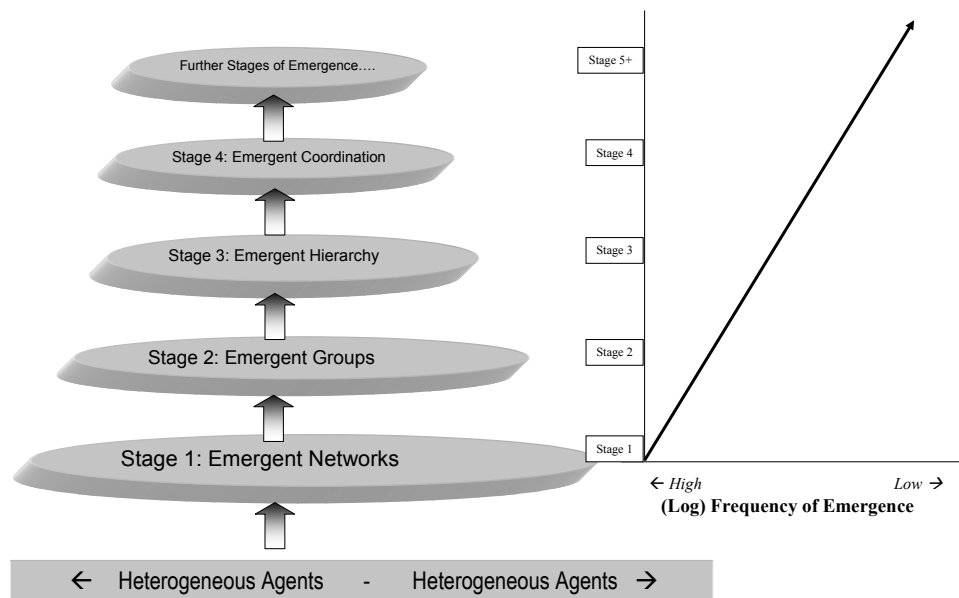 Further Stages of Emergence….
Stage 4: Emergent Coordination
Stage 3: Emergent Hierarchy
Stage 2: Emergent Groups
Stage 1: Emergent Networks
← Heterogeneous Agents - Heterogeneous Agents →
Stage 5+
Stage 4
Stage 3
Stage 2
Stage 1
← High Low →
(Log) Frequency of Emergence